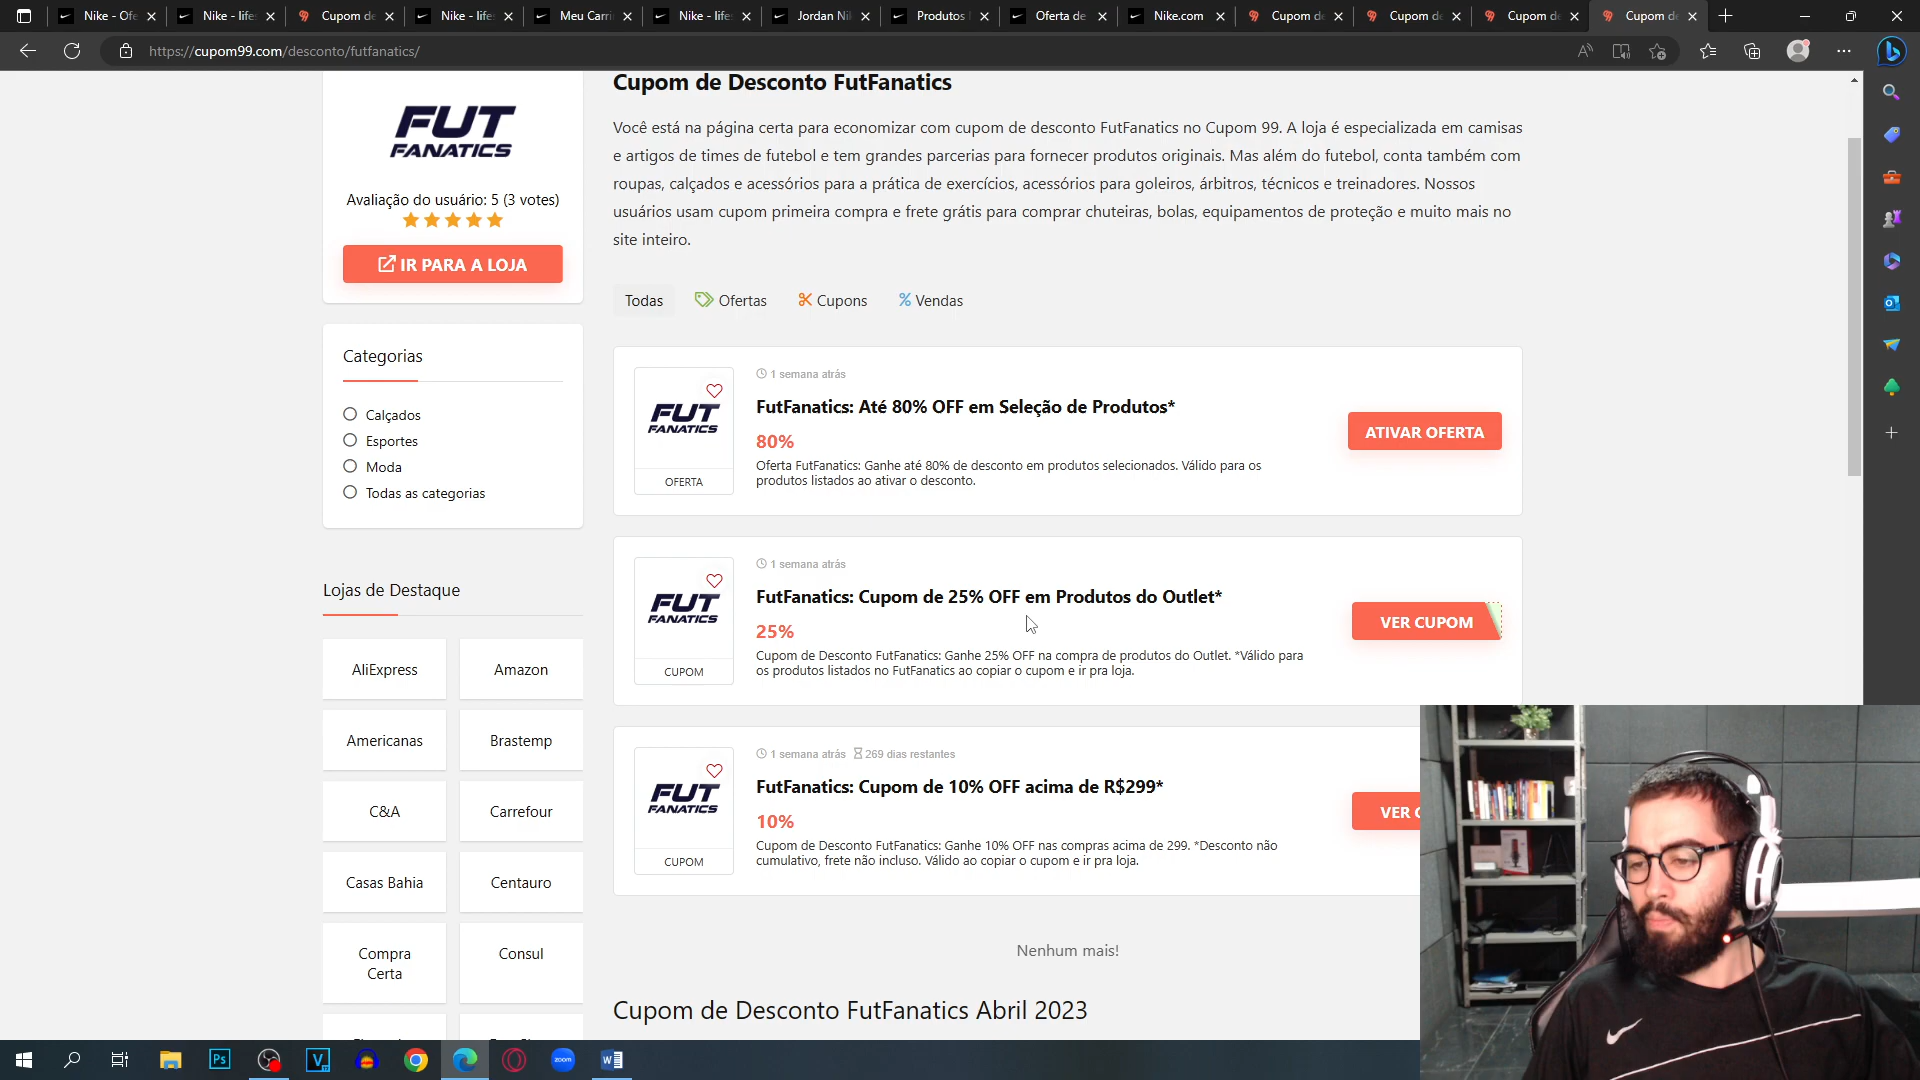 Nike - Ofe
Nike - lifes
Cupom de
Nike - lifes
Meu Carrin
Nike - lifes
Jordan Nik
Produtos N
Oferta de
Nike.com
Cupom de
Cupom de
Cupom de
Cupom de
https://cupom99.com/desconto/futfanatics/
FUT
FANATICS
Avaliação do usuário: 5 (3 votes)
IR PARA A LOJA
Categorias
Calçados
Esportes
Moda
Todas as categorias
Lojas de Destaque
AliExpress
Amazon
Americanas
Brastemp
C&A
Carrefour
Casas Bahia
Centauro
Compra
Certa
Consul
Cupom de Desconto FutFanatics
Você está na página certa para economizar com cupom de desconto FutFanatics no Cupom 99. A loja é especializada em camisas
e artigos de times de futebol e tem grandes parcerias para fornecer produtos originais. Mas além do futebol, conta também com
roupas, calçados e acessórios para a prática de exercícios, acessórios para goleiros, árbitros, técnicos e treinadores. Nossos
usuários usam cupom primeira compra e frete grátis para comprar chuteiras, bolas, equipamentos de proteção e muito mais no
site inteiro.
Todas
Ofertas
Cupons
Vendas
FUT
FANATICS
OFERTA
1 semana atrás
FutFanatics: Até 80% OFF em Seleção de Produtos*
80%
Oferta FutFanatics: Ganhe até 80% de desconto em produtos selecionados. Válido para os
produtos listados ao ativar o desconto.
ATIVAR OFERTA
FUT
FANATICS
CUPOM
1 semana atrás
FutFanatics: Cupom de 25% OFF em Produtos do Outlet*
25%
Cupom de Desconto FutFanatics: Ganhe 25% OFF na compra de produtos do Outlet. *Válido para
os produtos listados no FutFanatics ao copiar o cupom e ir pra loja.
VER CUPOM
FUT
FANATICS
CUPOM
1 semana atrás 269 dias restantes
FutFanatics: Cupom de 10% OFF acima de R$299*
10%
Cupom de Desconto FutFanatics: Ganhe 10% OFF nas compras acima de 299. *Desconto não
cumulativo, frete não incluso. Válido ao copiar o cupom e ir pra loja.
VER C
Nenhum mais!
Cupom de Desconto FutFanatics Abril 2023
Ps
V
zoom
W